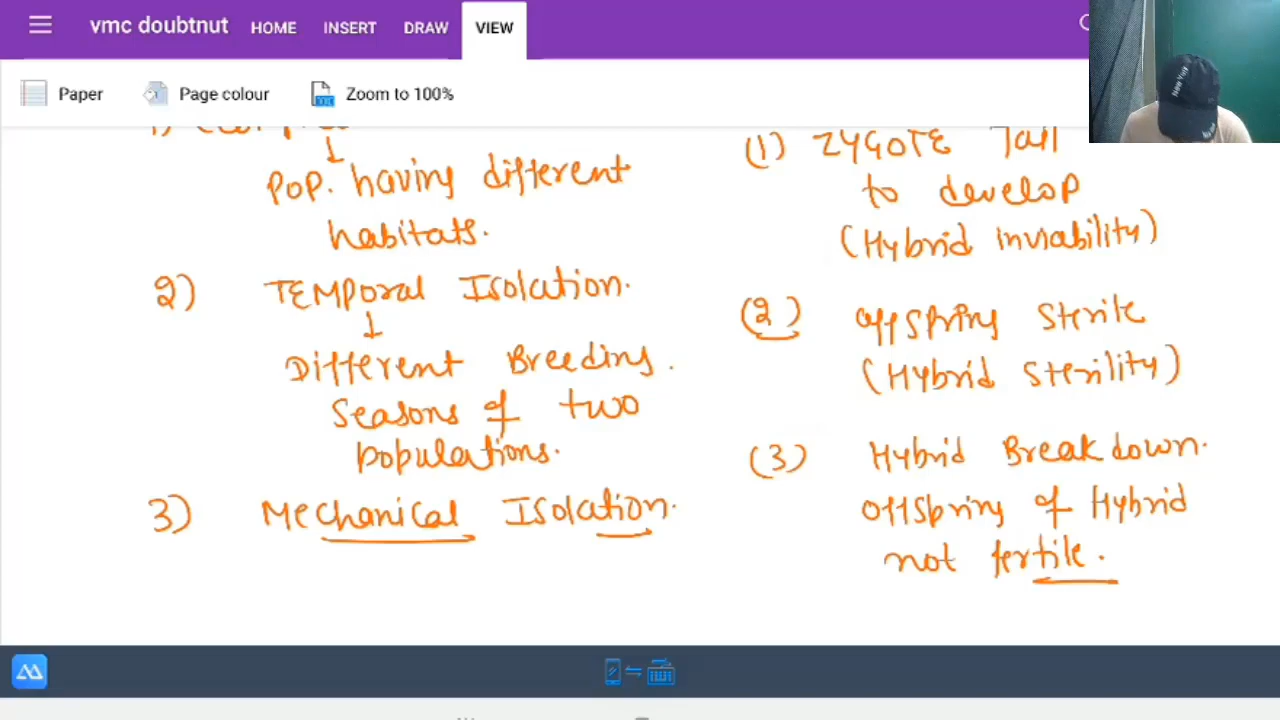 vmc doubtnut HOME INSERT DRAW VIEW
Paper Page colour Zoom to 100%
Pop. having different
habitats.
2) TEMporal Isolation.
Different Breeding.
Seasons of two
populations.
3) Mechanical Isolation.
(1) ZYGOTE fail
to develop
(Hybrid inviability)
(2) offspring sterile
(Hybrid Sterility)
(3) Hybrid Breakdown.
Offspring of Hybrid
not fertile.